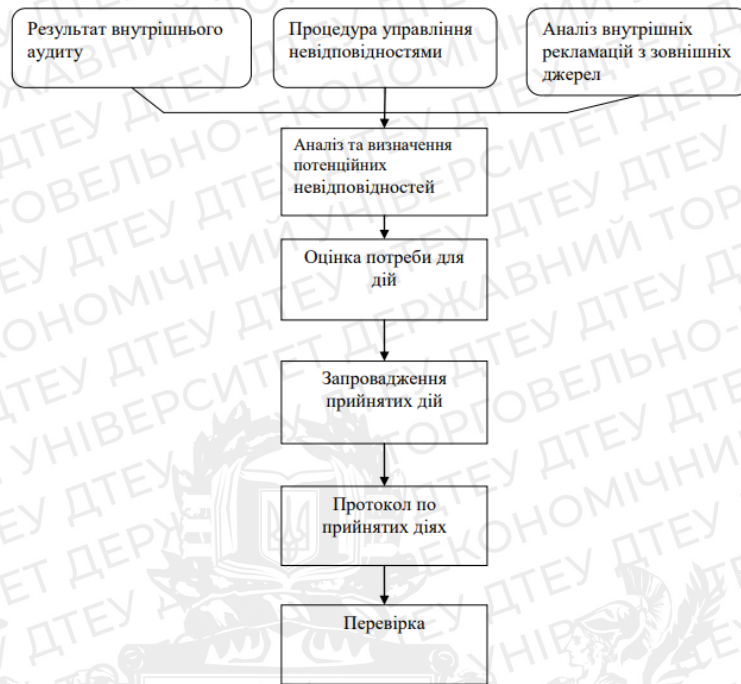 Результат внутрішнього
аудиту
Процедура управління
невідповідностями
Аналіз внутрішніх
рекламацій з зовнішніх
джерел
Аналіз та визначення
потенційних
невідповідностей
Оцінка потреби для
дій
Запровадження
прийнятих дій
Протокол по
прийнятих діях
Перевірка